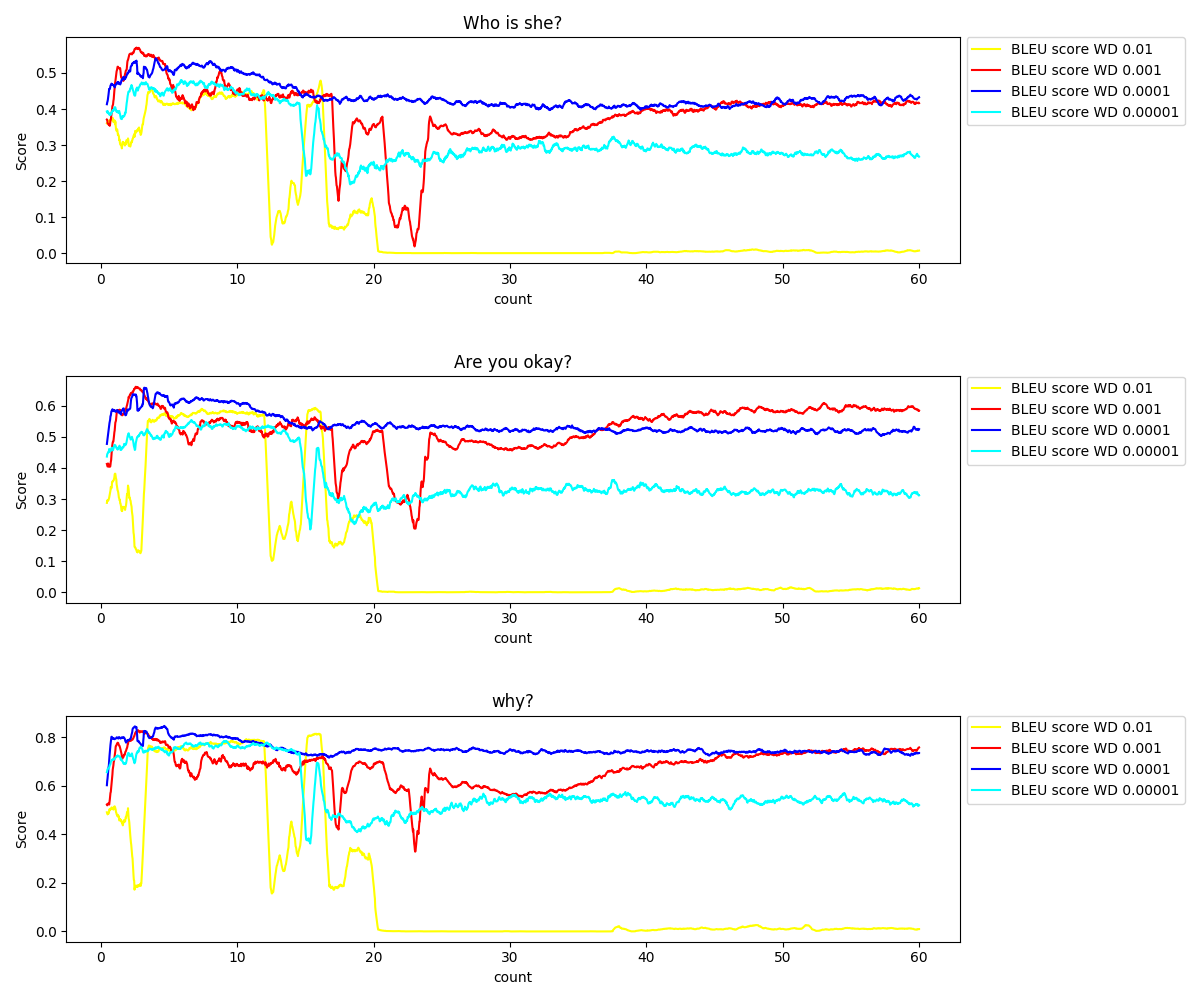 Who is she?
BLEU score WD 0.01
BLEU score WD 0.001
BLEU score WD 0.0001
BLEU score WD 0.00001
Score
0.5
0.4
0.3
0.2
0.1
0.0
0 10 20 30 40 50 60
count
Are you okay?
BLEU score WD 0.01
BLEU score WD 0.001
BLEU score WD 0.0001
BLEU score WD 0.00001
Score
0.6
0.5
0.4
0.3
0.2
0.1
0.0
0 10 20 30 40 50 60
count
why?
BLEU score WD 0.01
BLEU score WD 0.001
BLEU score WD 0.0001
BLEU score WD 0.00001
Score
0.8
0.6
0.4
0.2
0.0
0 10 20 30 40 50 60
count